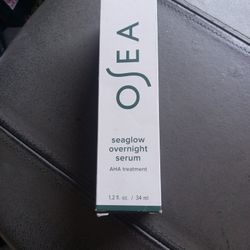 OSEA
seaglow
overnight
serum
AHA treatment
1.2 fl. oz. / 34 ml